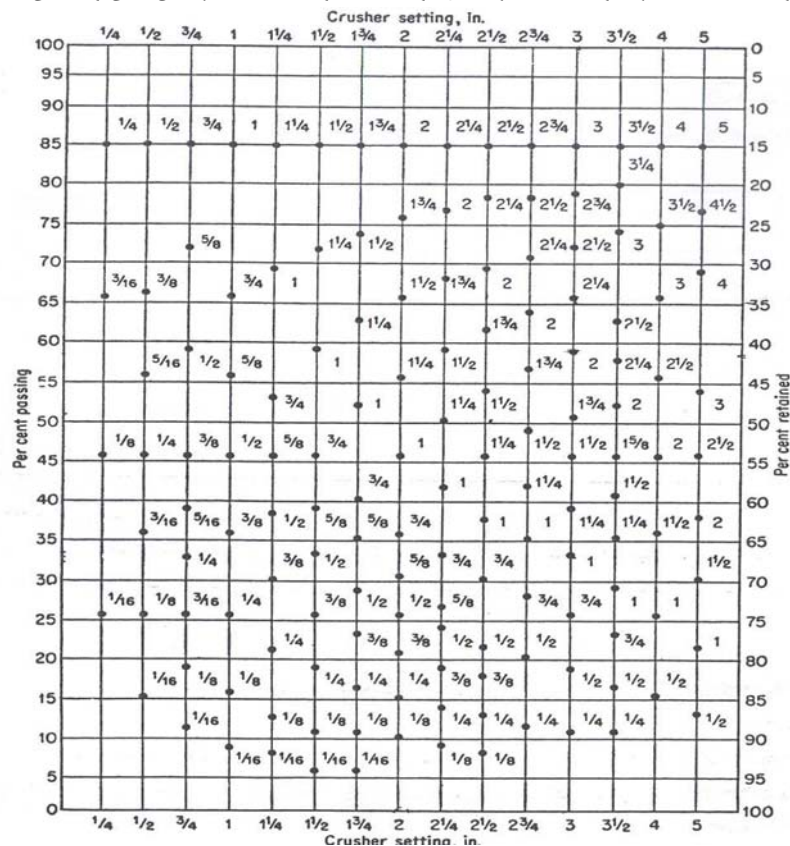 Crusher setting, in.
1/4 1/2 3/4 1 1 1/4 1 1/2 1 3/4 2 2 1/4 2 1/2 2 3/4 3 3 1/2 4 5
100 0
95 5
90 10
1/4 1/2 3/4 1 1 1/4 1 1/2 1 3/4 2 2 1/4 2 1/2 2 3/4 3 3 1/2 4 5
85 15
3 1/4
80 20
1 3/4 2 2 1/4 2 1/2 2 3/4 3 1/2 4 1/2
75 25
5/8 1 1/4 1 1/2 2 1/4 2 1/2 3
70 30
3/16 3/8 3/4 1 1 1/2 1 3/4 2 2 1/4 3 4
65 35
1 1/4 1 3/4 2 2 1/2
60 40
5/16 1/2 5/8 1 1 1/4 1 1/2 1 3/4 2 2 1/4 2 1/2
55 45
3/4 1 1 1/4 1 1/2 1 3/4 2 3
50 50
1/8 1/4 3/8 1/2 5/8 3/4 1 1 1/4 1 1/2 1 1/2 1 5/8 2 2 1/2
45 55
3/4 1 1 1/4 1 1/2
40 60
3/16 5/16 3/8 1/2 5/8 5/8 3/4 1 1 1 1/4 1 1/4 1 1/2 2
35 65
1/4 3/8 1/2 5/8 3/4 3/4 1 1 1/2
30 70
1/16 1/8 3/16 1/4 3/8 1/2 1/2 5/8 3/4 3/4 1 1
25 75
1/4 3/8 3/8 1/2 1/2 1/2 3/4 1
20 80
1/16 1/8 1/8 1/4 1/4 1/4 3/8 3/8 1/2 1/2 1/2
15 85
1/16 1/8 1/8 1/8 1/8 1/4 1/4 1/4 1/4 1/4 1/2
10 90
1/16 1/16 1/16 1/16 1/8 1/8
5 95
0 100
1/4 1/2 3/4 1 1 1/4 1 1/2 1 3/4 2 2 1/4 2 1/2 2 3/4 3 3 1/2 4 5
Crusher setting, in.
Per cent passing
Per cent retained